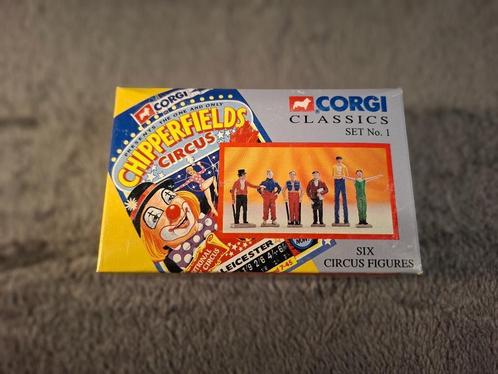 CORGI
PRESENTS THE ONE AND ONLY
CHIPPERFIELDS
CIRCUS
LEICESTER
CORGI
CLASSICS
SET No. 1
SIX
CIRCUS FIGURES